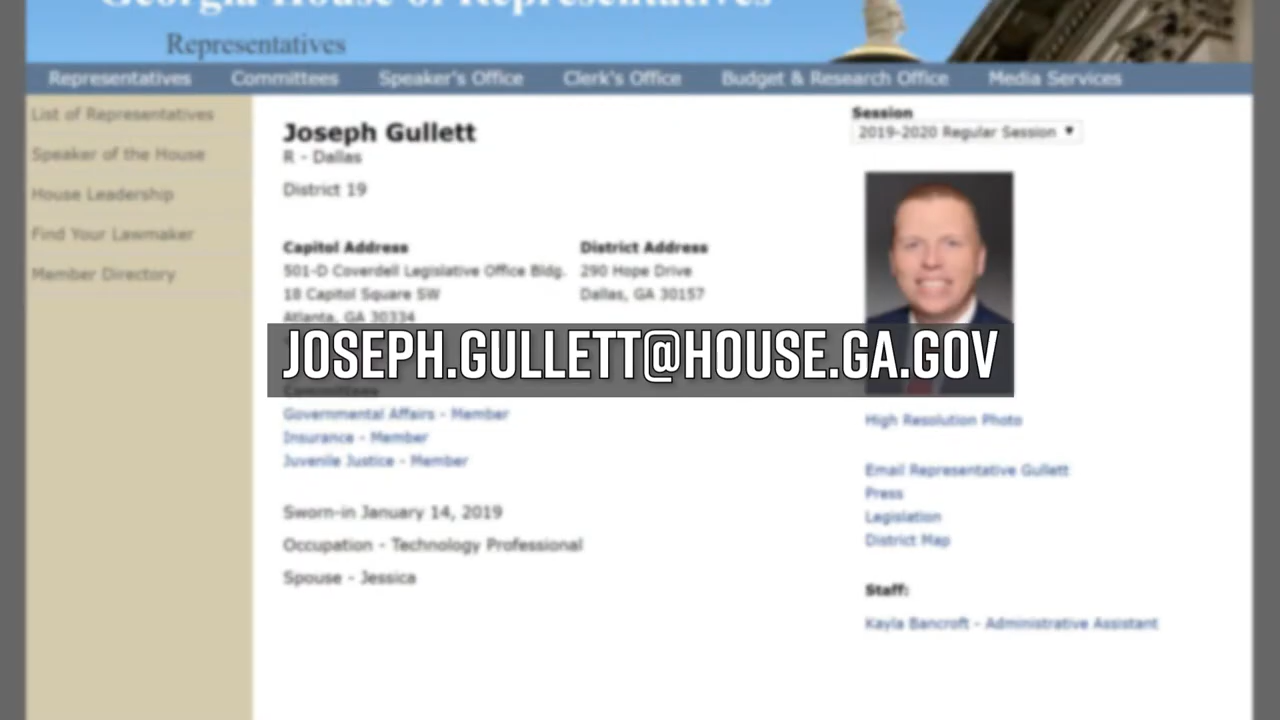 Georgia House of Representatives
Representatives
Representatives Committees Speaker's Office Clerk's Office Budget & Research Office Media Services
List of Representatives
Speaker of the House
House Leadership
Find Your Lawmaker
Member Directory
Joseph Gullett
R - Dallas
District 19
Capitol Address
501-D Coverdell Legislative Office Bldg.
18 Capitol Square SW
Atlanta, GA 30334
District Address
290 Hope Drive
Dallas, GA 30157
JOSEPH.GULLETT@HOUSE.GA.GOV
Committees
Governmental Affairs - Member
Insurance - Member
Juvenile Justice - Member
Sworn-in January 14, 2019
Occupation - Technology Professional
Spouse - Jessica
Session
2019-2020 Regular Session
High Resolution Photo
Email Representative Gullett
Press
Legislation
District Map
Staff:
Kayla Bancroft - Administrative Assistant